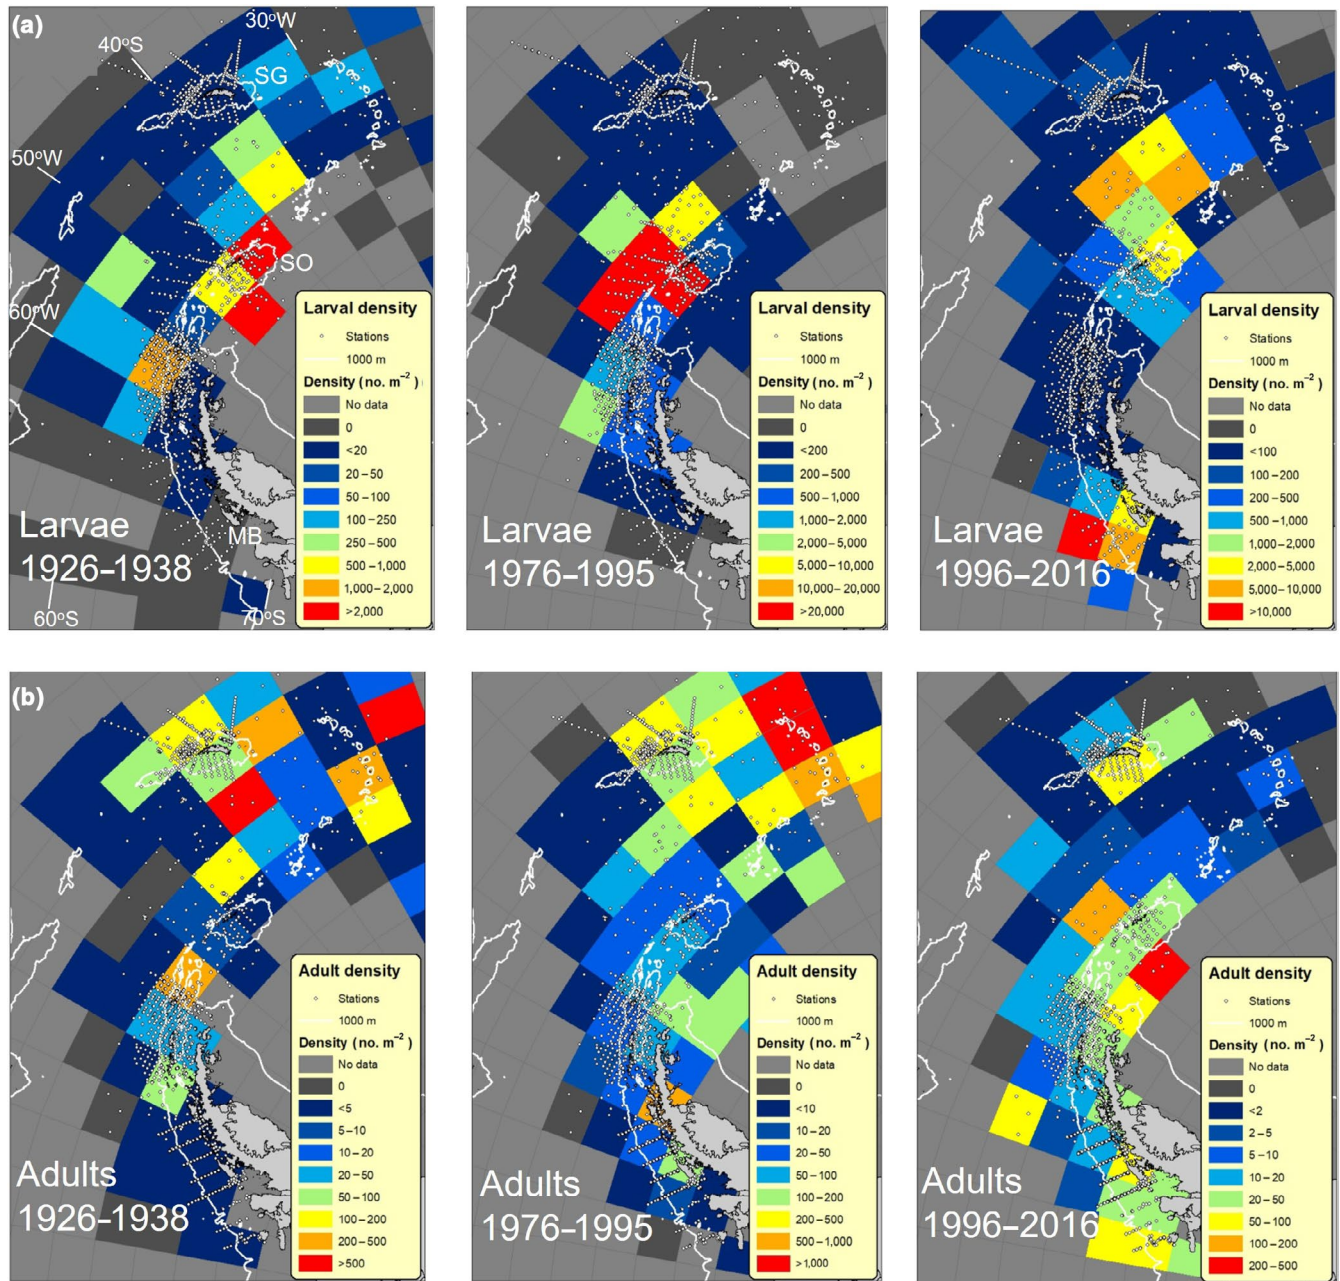 (a)
30°W
40°S
SG
50°W
SO
60°W
MB
60°S
70°S
Larvae
1926–1938
Larval density
Stations
1000 m
Density (no. m⁻²)
No data
0
<20
20–50
50–100
100–250
250–500
500–1,000
1,000–2,000
>2,000
Larvae
1976–1995
Larval density
Stations
1000 m
Density (no. m⁻²)
No data
0
<200
200–500
500–1,000
1,000–2,000
2,000–5,000
5,000–10,000
10,000–20,000
>20,000
Larvae
1996–2016
Larval density
Stations
1000 m
Density (no. m⁻²)
No data
0
<100
100–200
200–500
500–1,000
1,000–2,000
2,000–5,000
5,000–10,000
>10,000
(b)
Adults
1926–1938
Adult density
Stations
1000 m
Density (no. m⁻²)
No data
0
<5
5–10
10–20
20–50
50–100
100–200
200–500
>500
Adults
1976–1995
Adult density
Stations
1000 m
Density (no. m⁻²)
No data
0
<10
10–20
20–50
50–100
100–200
200–500
500–1,000
>1,000
Adults
1996–2016
Adult density
Stations
1000 m
Density (no. m⁻²)
No data
0
<2
2–5
5–10
10–20
20–50
50–100
100–200
200–500